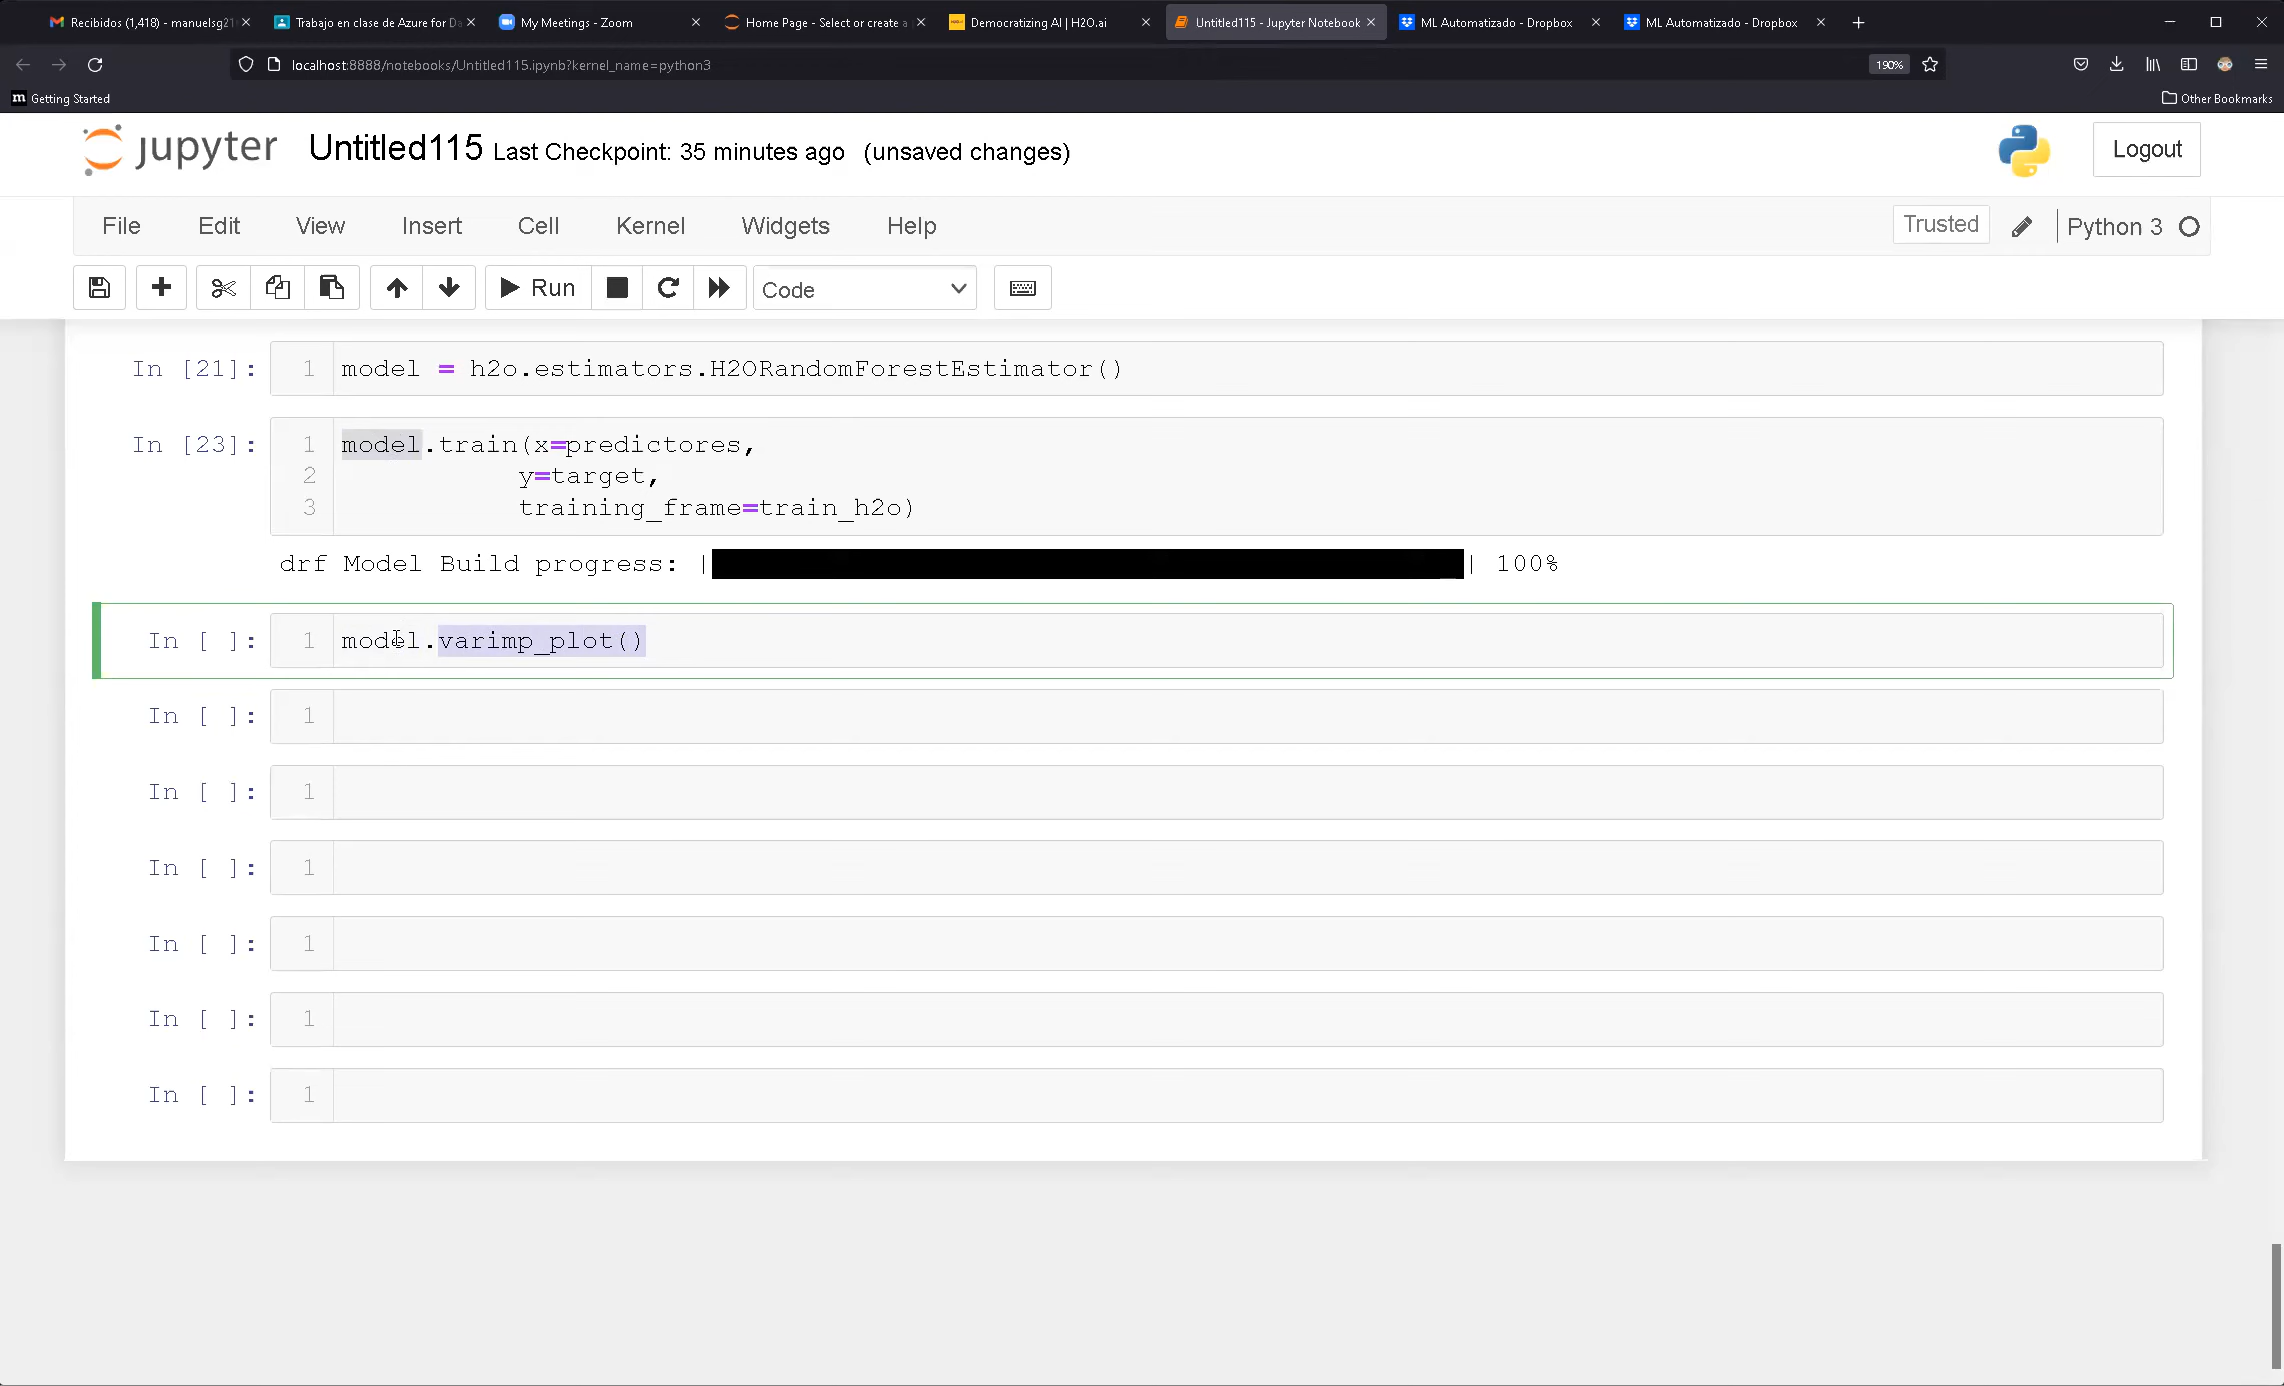 Recibidos (1,418) - manuelsg21
Trabajo en clase de Azure for Da
My Meetings - Zoom
Home Page - Select or create a
Democratizing AI | H2O.ai
Untitled115 - Jupyter Notebook
ML Automatizado - Dropbox
ML Automatizado - Dropbox
localhost:8888/notebooks/Untitled115.ipynb?kernel_name=python3
190%
Getting Started
Other Bookmarks
jupyter Untitled115 Last Checkpoint: 35 minutes ago (unsaved changes)
Logout
File Edit View Insert Cell Kernel Widgets Help
Trusted
Python 3
Run
Code
In [21]: 1 model = h2o.estimators.H2ORandomForestEstimator()
In [23]: 1 model.train(x=predictores,
2 y=target,
3 training_frame=train_h2o)
drf Model Build progress: | | 100%
In [ ]: 1 model.varimp_plot()
In [ ]: 1
In [ ]: 1
In [ ]: 1
In [ ]: 1
In [ ]: 1
In [ ]: 1